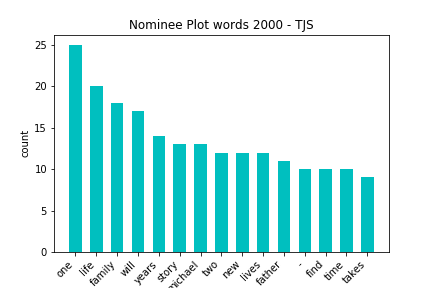 Nominee Plot words 2000 - TJS
25
20
15
10
5
0
count
one
life
family
will
years
story
michael
two
new
lives
father
-
find
time
takes